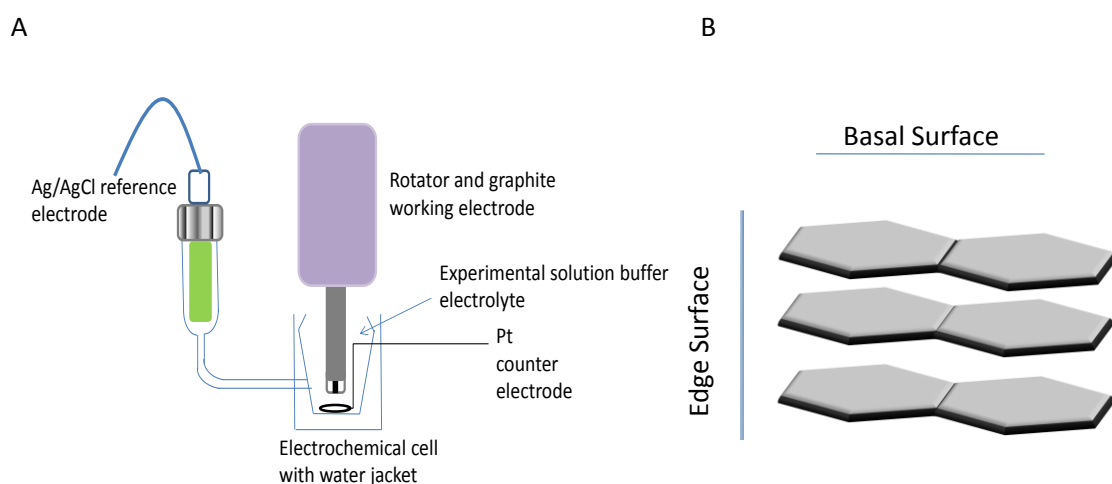 A
B
Ag/AgCl reference
electrode
Rotator and graphite
working electrode
Experimental solution buffer
electrolyte
Pt
counter
electrode
Electrochemical cell
with water jacket
Basal Surface
Edge Surface